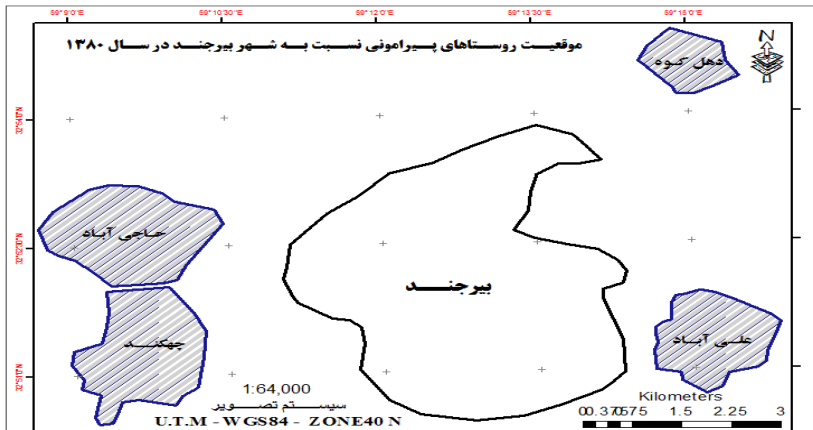 59°9'0"E 59°10'30"E 59°12'0"E 59°13'30"E 59°15'0"E
موقعیت روستاهای پیرامونی نسبت به شهر بیرجند در سال ۱۳۸۰
N
دهل کوه
حاجی آباد
بیرجند
علی آباد
چهکند
1:64,000
سیستم تصویر
U.T.M - WGS84 - ZONE40 N
Kilometers
0 0.375 0.75 1.5 2.25 3